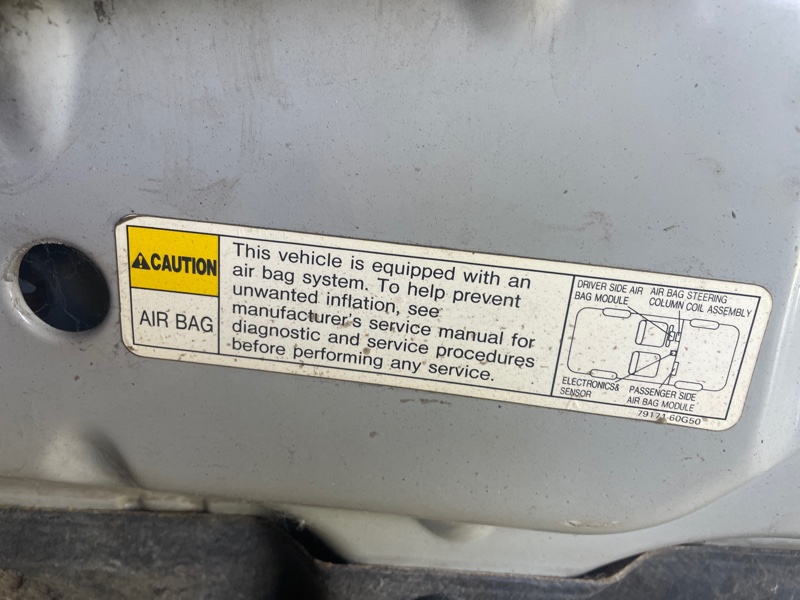 CAUTION
AIR BAG
This vehicle is equipped with an
air bag system. To help prevent
unwanted inflation, see
manufacturer's service manual for
diagnostic and service procedures
before performing any service.
DRIVER SIDE AIR
BAG MODULE
AIR BAG STEERING
COLUMN COIL ASSEMBLY
ELECTRONICS&
SENSOR
PASSENGER SIDE
AIR BAG MODULE
79171-60G50